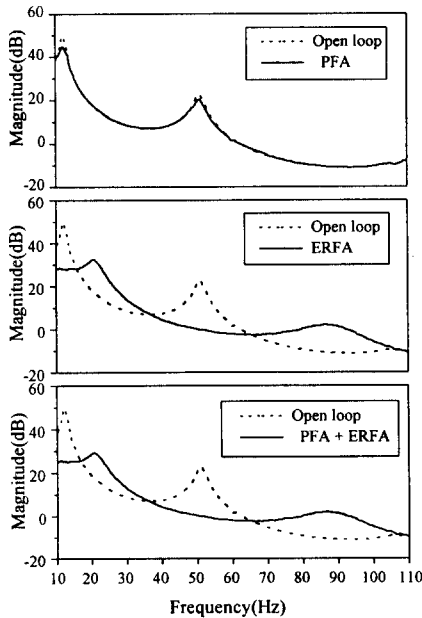 60
40
20
0
-20
Magnitude(dB)
Open loop
PFA
60
40
20
0
-20
Magnitude(dB)
Open loop
ERFA
60
40
20
0
-20
Magnitude(dB)
Open loop
PFA + ERFA
10 20 30 40 50 60 70 80 90 100 110
Frequency(Hz)